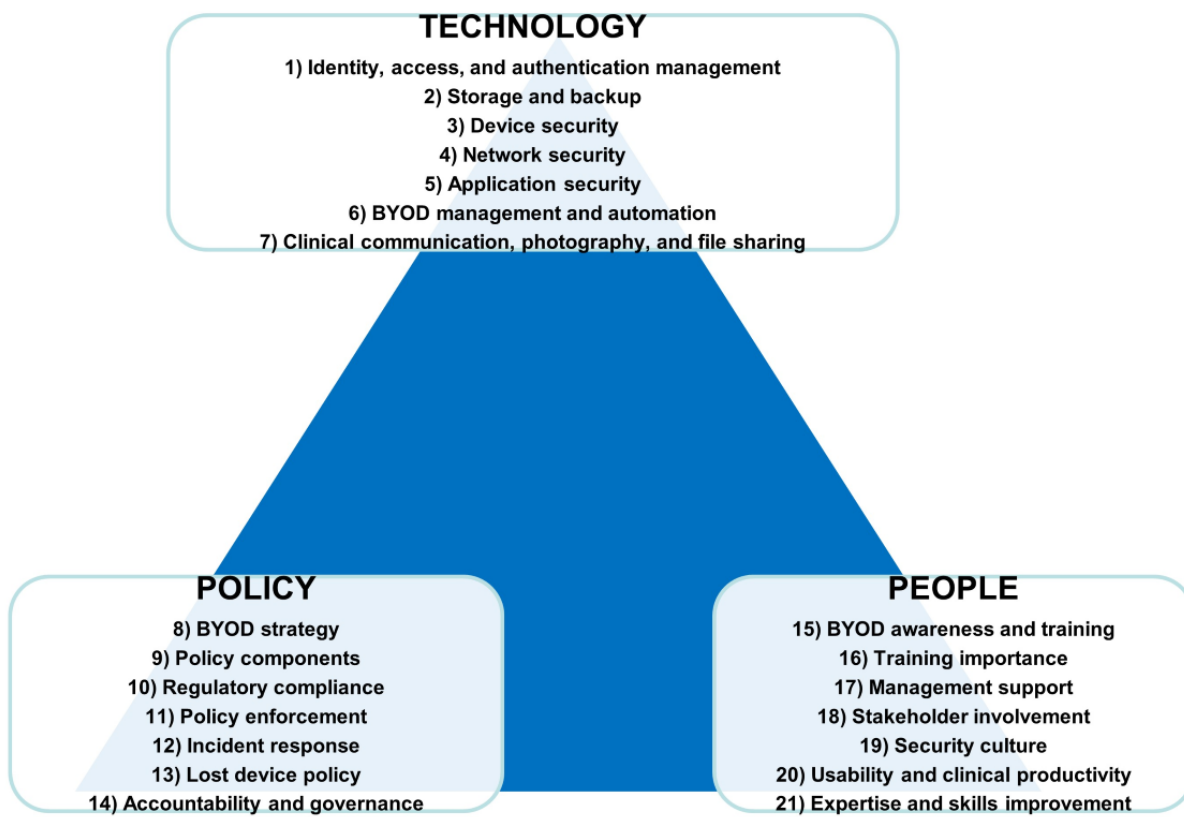 TECHNOLOGY
1) Identity, access, and authentication management
2) Storage and backup
3) Device security
4) Network security
5) Application security
6) BYOD management and automation
7) Clinical communication, photography, and file sharing
POLICY
8) BYOD strategy
9) Policy components
10) Regulatory compliance
11) Policy enforcement
12) Incident response
13) Lost device policy
14) Accountability and governance
PEOPLE
15) BYOD awareness and training
16) Training importance
17) Management support
18) Stakeholder involvement
19) Security culture
20) Usability and clinical productivity
21) Expertise and skills improvement